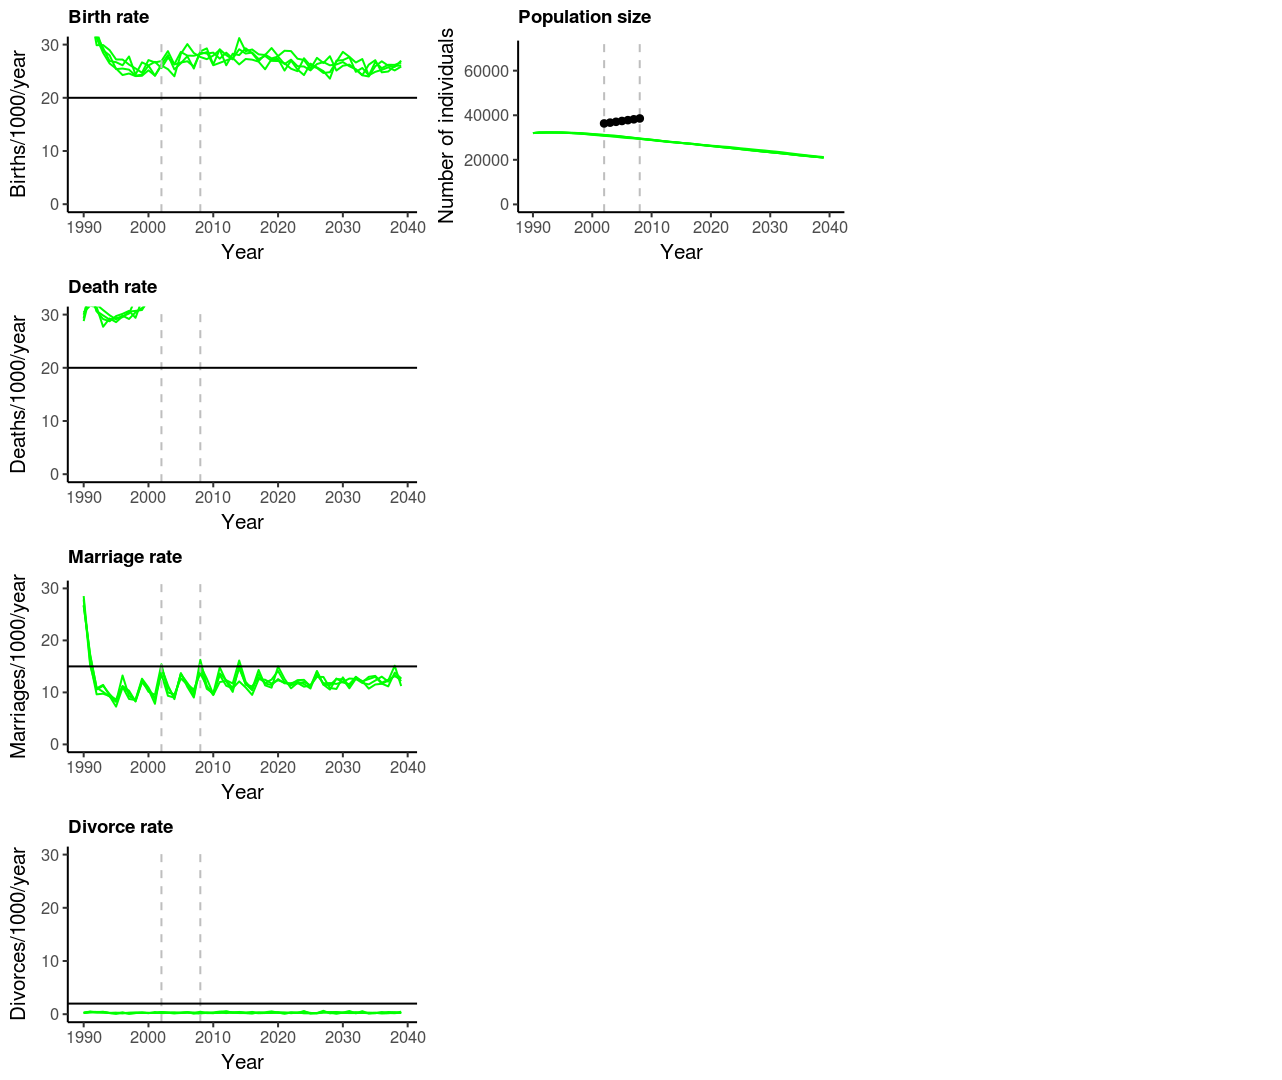 Birth rate
Births/1000/year
30
20
10
0
1990 2000 2010 2020 2030 2040
Year
Population size
Number of individuals
60000
40000
20000
0
1990 2000 2010 2020 2030 2040
Year
Death rate
Deaths/1000/year
30
20
10
0
1990 2000 2010 2020 2030 2040
Year
Marriage rate
Marriages/1000/year
30
20
10
0
1990 2000 2010 2020 2030 2040
Year
Divorce rate
Divorces/1000/year
30
20
10
0
1990 2000 2010 2020 2030 2040
Year